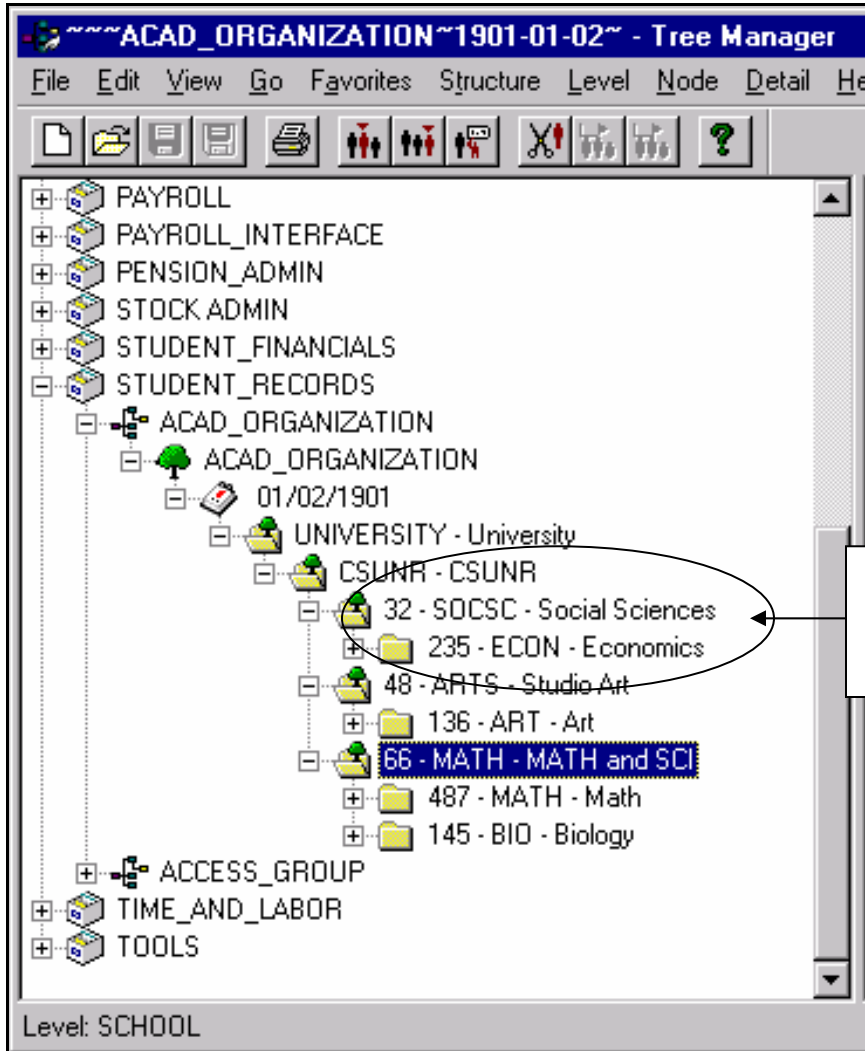 ~~~ACAD_ORGANIZATION~1901-01-02~ - Tree Manager
File Edit View Go Favorites Structure Level Node Detail He
PAYROLL
PAYROLL_INTERFACE
PENSION_ADMIN
STOCK ADMIN
STUDENT_FINANCIALS
STUDENT_RECORDS
ACAD_ORGANIZATION
ACAD_ORGANIZATION
01/02/1901
UNIVERSITY - University
CSUNR - CSUNR
32 - SOCSC - Social Sciences
235 - ECON - Economics
48 - ARTS - Studio Art
136 - ART - Art
66 - MATH - MATH and SCI
487 - MATH - Math
145 - BIO - Biology
ACCESS_GROUP
TIME_AND_LABOR
TOOLS
Level: SCHOOL